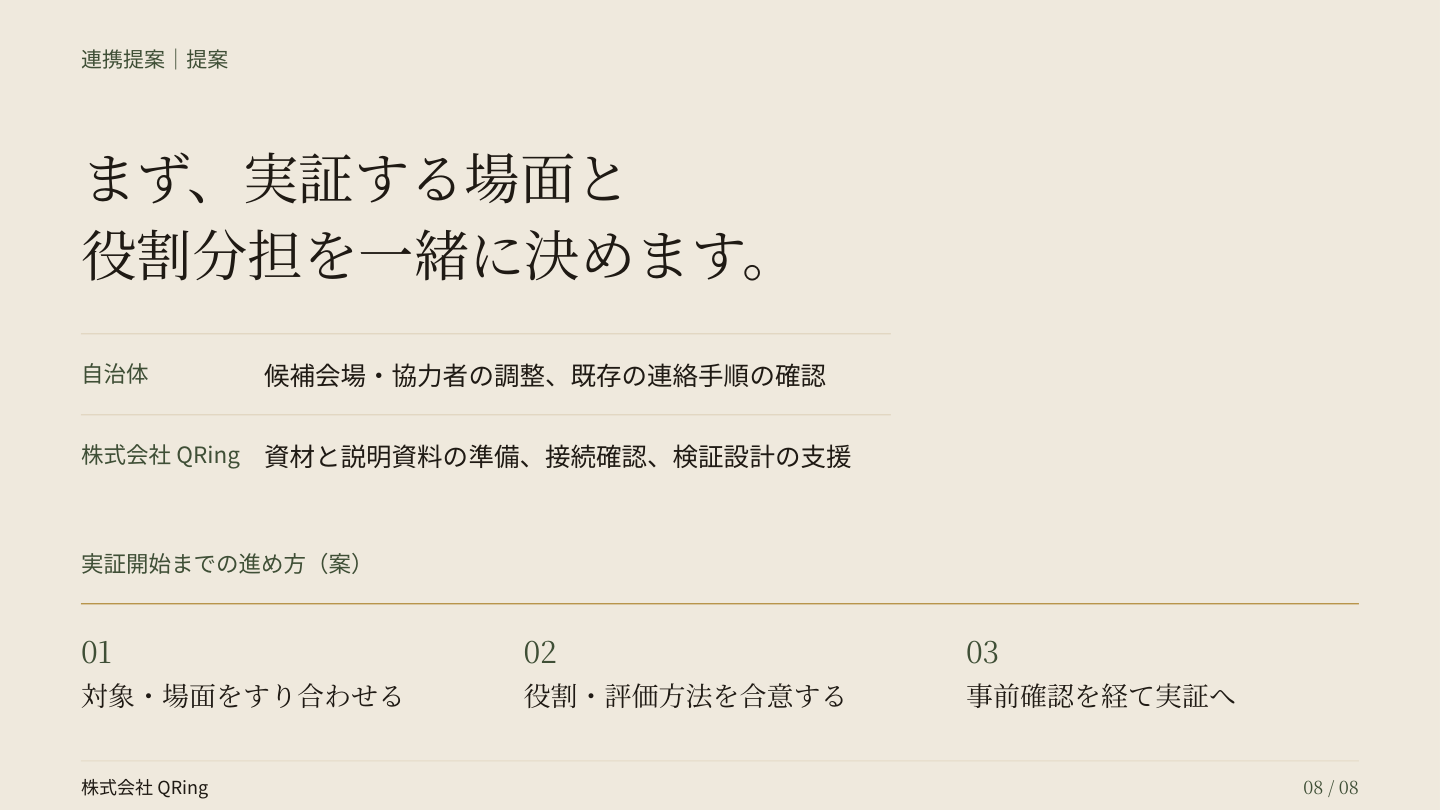 連携提案｜提案
まず、実証する場面と
役割分担を一緒に決めます。
自治体 候補会場・協力者の調整、既存の連絡手順の確認
株式会社 QRing 資材と説明資料の準備、接続確認、検証設計の支援
実証開始までの進め方（案）
01
対象・場面をすり合わせる
02
役割・評価方法を合意する
03
事前確認を経て実証へ
株式会社 QRing
08 / 08